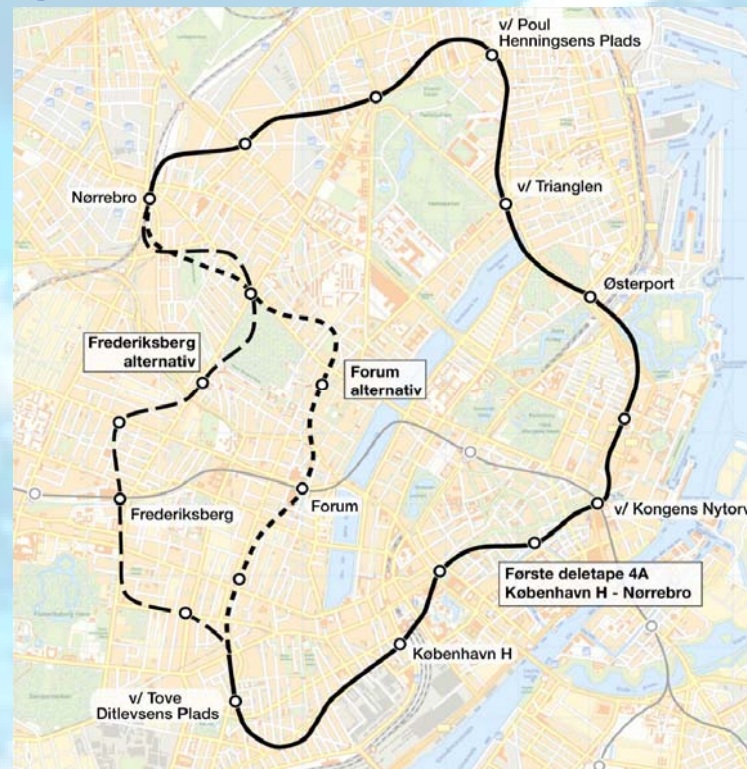 v/ Poul
Henningsens Plads
Nørrebro
v/ Trianglen
Østerport
Frederiksberg
alternativ
Forum
alternativ
Frederiksberg
Forum
v/ Kongens Nytorv
Første deletape 4A
København H - Nørrebro
København H
v/ Tove
Ditlevsens Plads